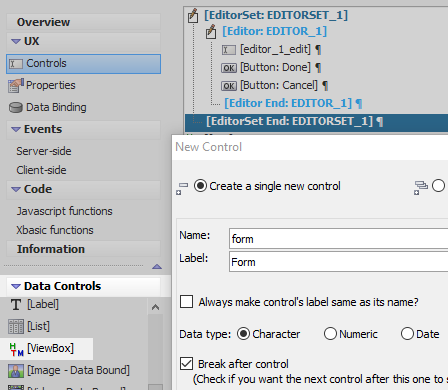 Overview
UX
Controls
Properties
Data Binding
Events
Server-side
Client-side
Code
Javascript functions
Xbasic functions
Information
Data Controls
[Label]
[List]
[ViewBox]
[Image - Data Bound]
[EditorSet: EDITORSET_1]
[Editor: EDITOR_1] ¶
[editor_1_edit] ¶
OK [Button: Done] ¶
OK [Button: Cancel] ¶
[Editor End: EDITOR_1] ¶
[EditorSet End: EDITORSET_1] ¶
New Control
Create a single new control
Name: form
Label: Form
Always make control's label same as its name?
Data type: Character Numeric Date
Break after control
(Check if you want the next control after this one to